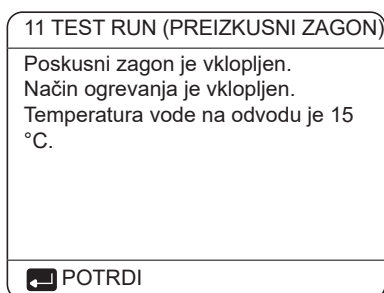 11 TEST RUN (PREIZKUSNI ZAGON)
Poskusni zagon je vklopljen.
Način ogrevanja je vklopljen.
Temperatura vode na odvodu je 15
°C.
POTRDI